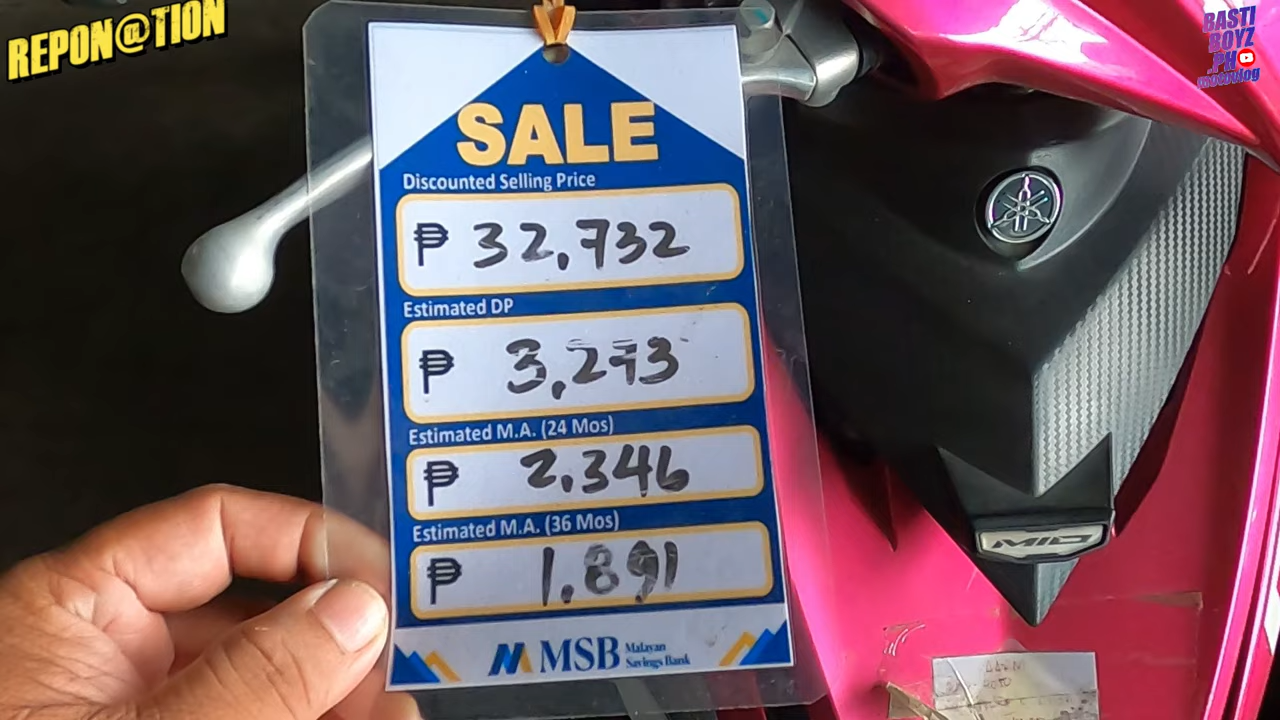 REPON@TION
BASTI
BOYZ
.PH
motovlog
SALE
Discounted Selling Price
₱ 32,732
Estimated DP
₱ 3,273
Estimated M.A. (24 Mos)
₱ 2,346
Estimated M.A. (36 Mos)
₱ 1,891
MSB Malayan
Savings Bank
MIO